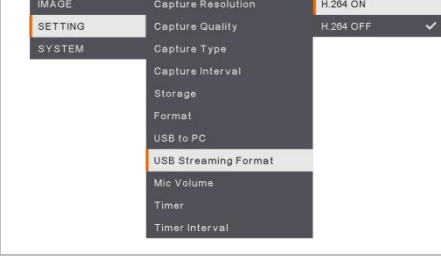 IMAGE
SETTING
SYSTEM
Capture Resolution
Capture Quality
Capture Type
Capture Interval
Storage
Format
USB to PC
USB Streaming Format
Mic Volume
Timer
Timer Interval
H.264 ON
H.264 OFF